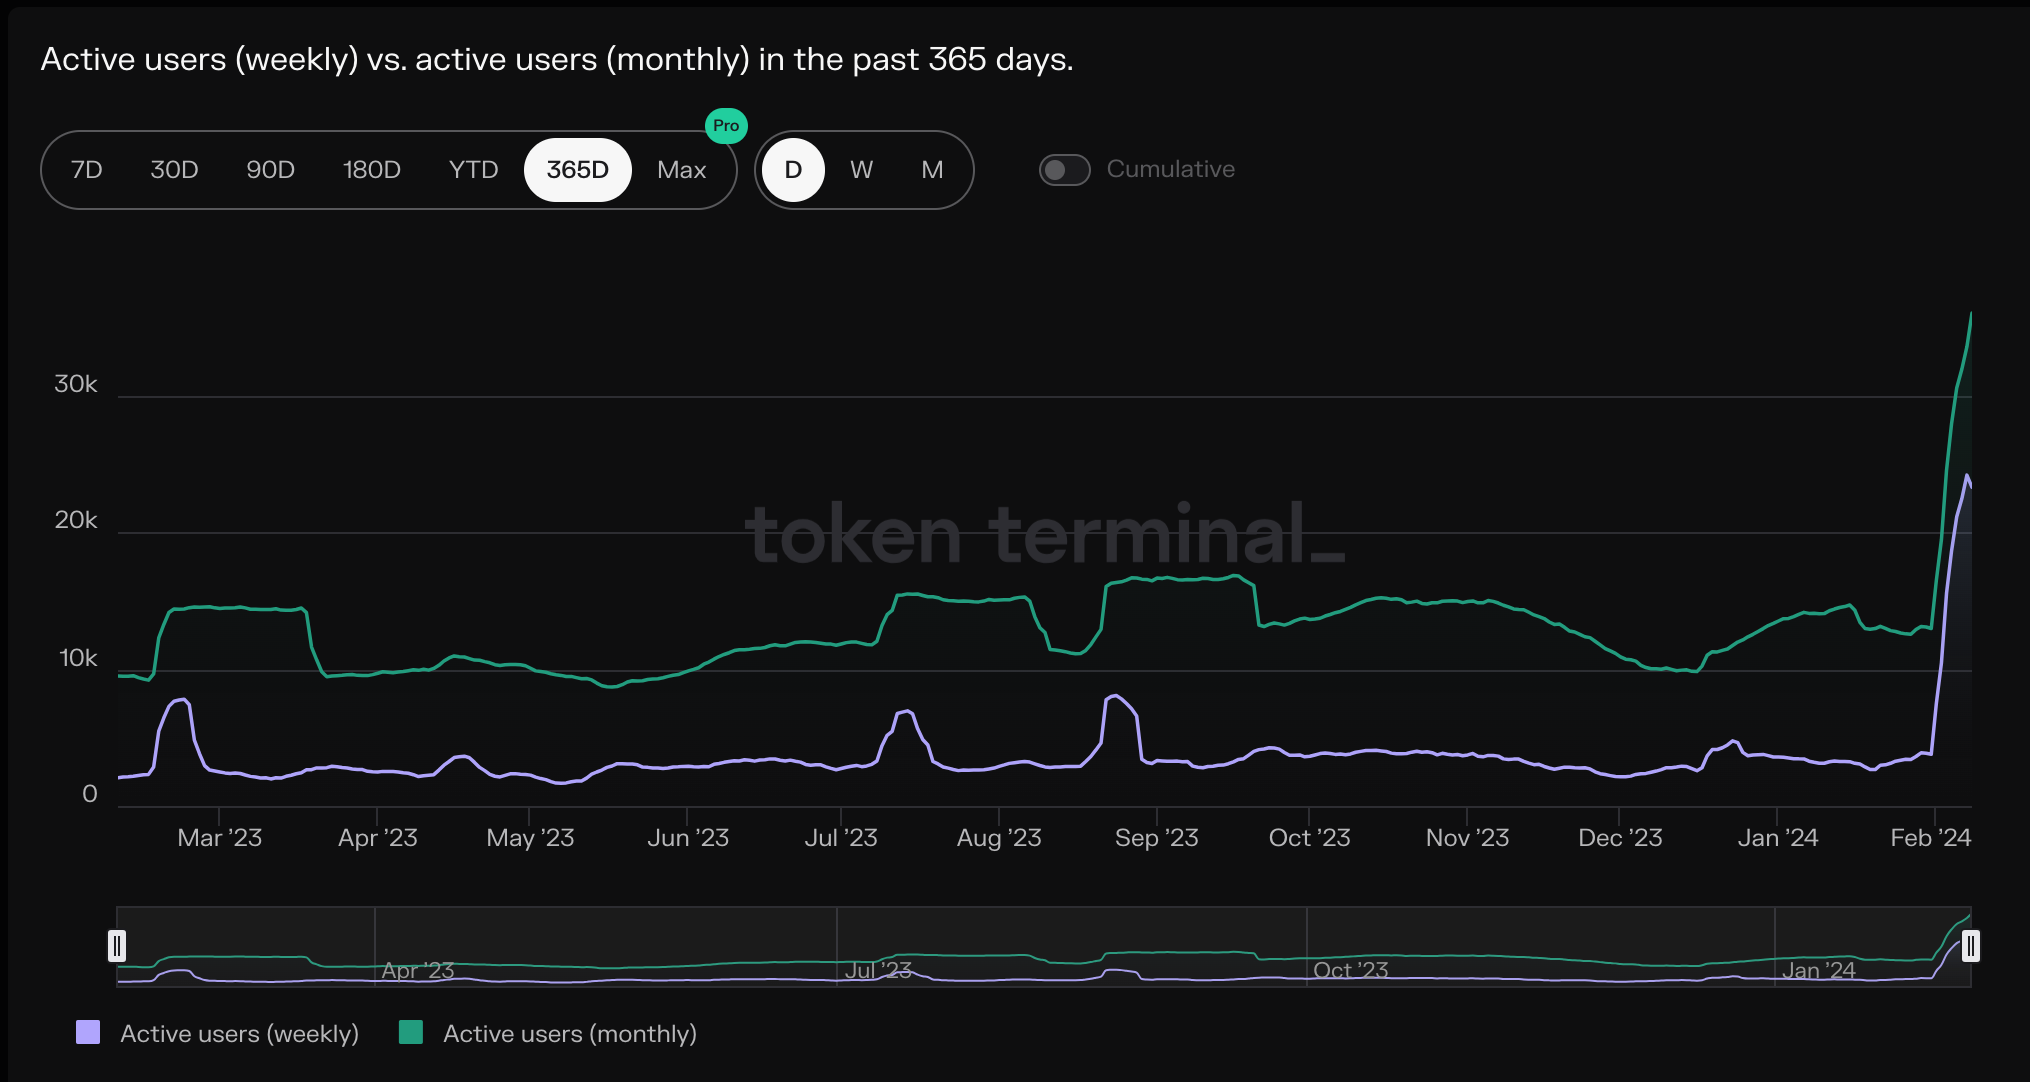 Active users (weekly) vs. active users (monthly) in the past 365 days.
Pro
7D 30D 90D 180D YTD 365D Max D W M Cumulative
30k
20k
token terminal_
10k
0
Mar ’23 Apr ’23 May ’23 Jun ’23 Jul ’23 Aug ’23 Sep ’23 Oct ’23 Nov ’23 Dec ’23 Jan ’24 Feb ’24
Apr ’23 Jul ’23 Oct ’23 Jan ’24
Active users (weekly) Active users (monthly)